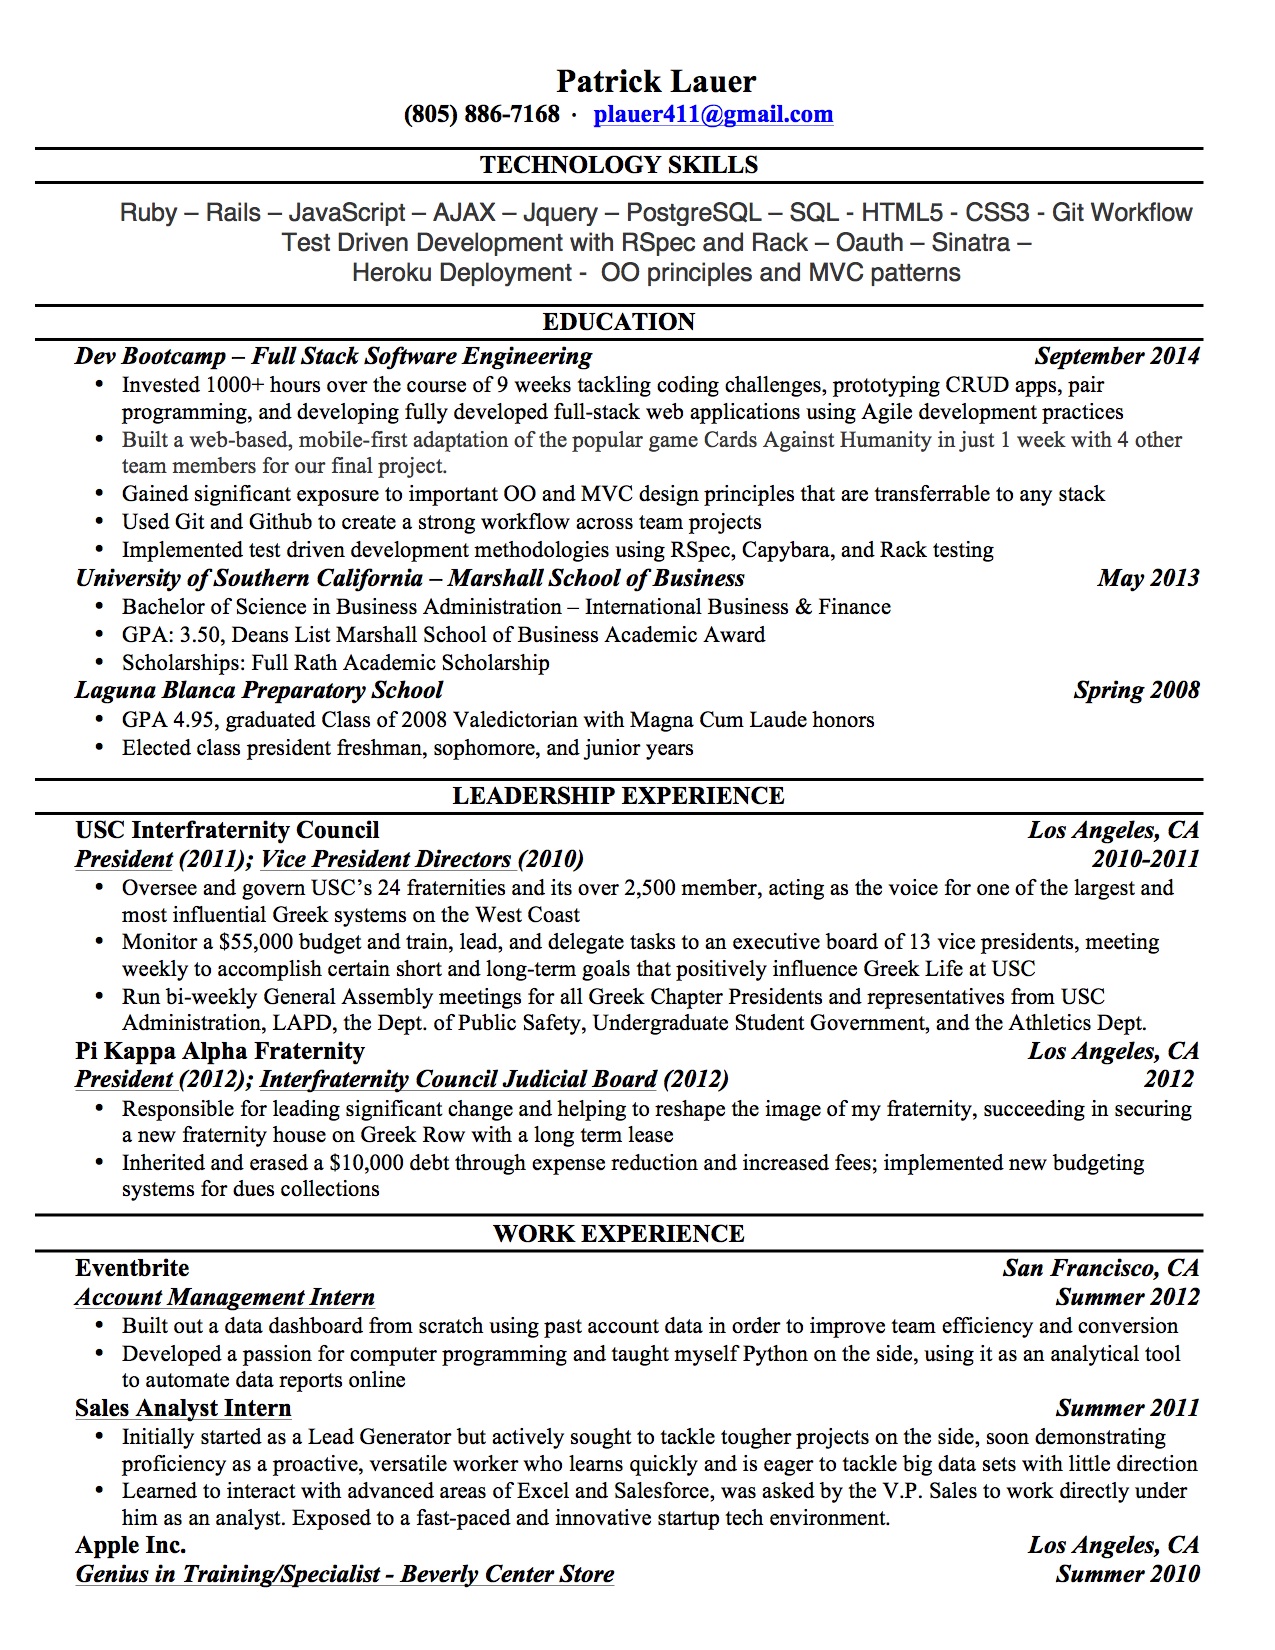 Patrick Lauer
(805) 886-7168 · plauer411@gmail.com
TECHNOLOGY SKILLS
Ruby – Rails – JavaScript – AJAX – Jquery – PostgreSQL – SQL - HTML5 - CSS3 - Git Workflow
Test Driven Development with RSpec and Rack – Oauth – Sinatra –
Heroku Deployment - OO principles and MVC patterns
EDUCATION
Dev Bootcamp – Full Stack Software Engineering September 2014
• Invested 1000+ hours over the course of 9 weeks tackling coding challenges, prototyping CRUD apps, pair
programming, and developing fully developed full-stack web applications using Agile development practices
• Built a web-based, mobile-first adaptation of the popular game Cards Against Humanity in just 1 week with 4 other
team members for our final project.
• Gained significant exposure to important OO and MVC design principles that are transferrable to any stack
• Used Git and Github to create a strong workflow across team projects
• Implemented test driven development methodologies using RSpec, Capybara, and Rack testing
University of Southern California – Marshall School of Business May 2013
• Bachelor of Science in Business Administration – International Business & Finance
• GPA: 3.50, Deans List Marshall School of Business Academic Award
• Scholarships: Full Rath Academic Scholarship
Laguna Blanca Preparatory School Spring 2008
• GPA 4.95, graduated Class of 2008 Valedictorian with Magna Cum Laude honors
• Elected class president freshman, sophomore, and junior years
LEADERSHIP EXPERIENCE
USC Interfraternity Council Los Angeles, CA
President (2011); Vice President Directors (2010) 2010-2011
• Oversee and govern USC’s 24 fraternities and its over 2,500 member, acting as the voice for one of the largest and
most influential Greek systems on the West Coast
• Monitor a $55,000 budget and train, lead, and delegate tasks to an executive board of 13 vice presidents, meeting
weekly to accomplish certain short and long-term goals that positively influence Greek Life at USC
• Run bi-weekly General Assembly meetings for all Greek Chapter Presidents and representatives from USC
Administration, LAPD, the Dept. of Public Safety, Undergraduate Student Government, and the Athletics Dept.
Pi Kappa Alpha Fraternity Los Angeles, CA
President (2012); Interfraternity Council Judicial Board (2012) 2012
• Responsible for leading significant change and helping to reshape the image of my fraternity, succeeding in securing
a new fraternity house on Greek Row with a long term lease
• Inherited and erased a $10,000 debt through expense reduction and increased fees; implemented new budgeting
systems for dues collections
WORK EXPERIENCE
Eventbrite San Francisco, CA
Account Management Intern Summer 2012
• Built out a data dashboard from scratch using past account data in order to improve team efficiency and conversion
• Developed a passion for computer programming and taught myself Python on the side, using it as an analytical tool
to automate data reports online
Sales Analyst Intern Summer 2011
• Initially started as a Lead Generator but actively sought to tackle tougher projects on the side, soon demonstrating
proficiency as a proactive, versatile worker who learns quickly and is eager to tackle big data sets with little direction
• Learned to interact with advanced areas of Excel and Salesforce, was asked by the V.P. Sales to work directly under
him as an analyst. Exposed to a fast-paced and innovative startup tech environment.
Apple Inc. Los Angeles, CA
Genius in Training/Specialist - Beverly Center Store Summer 2010